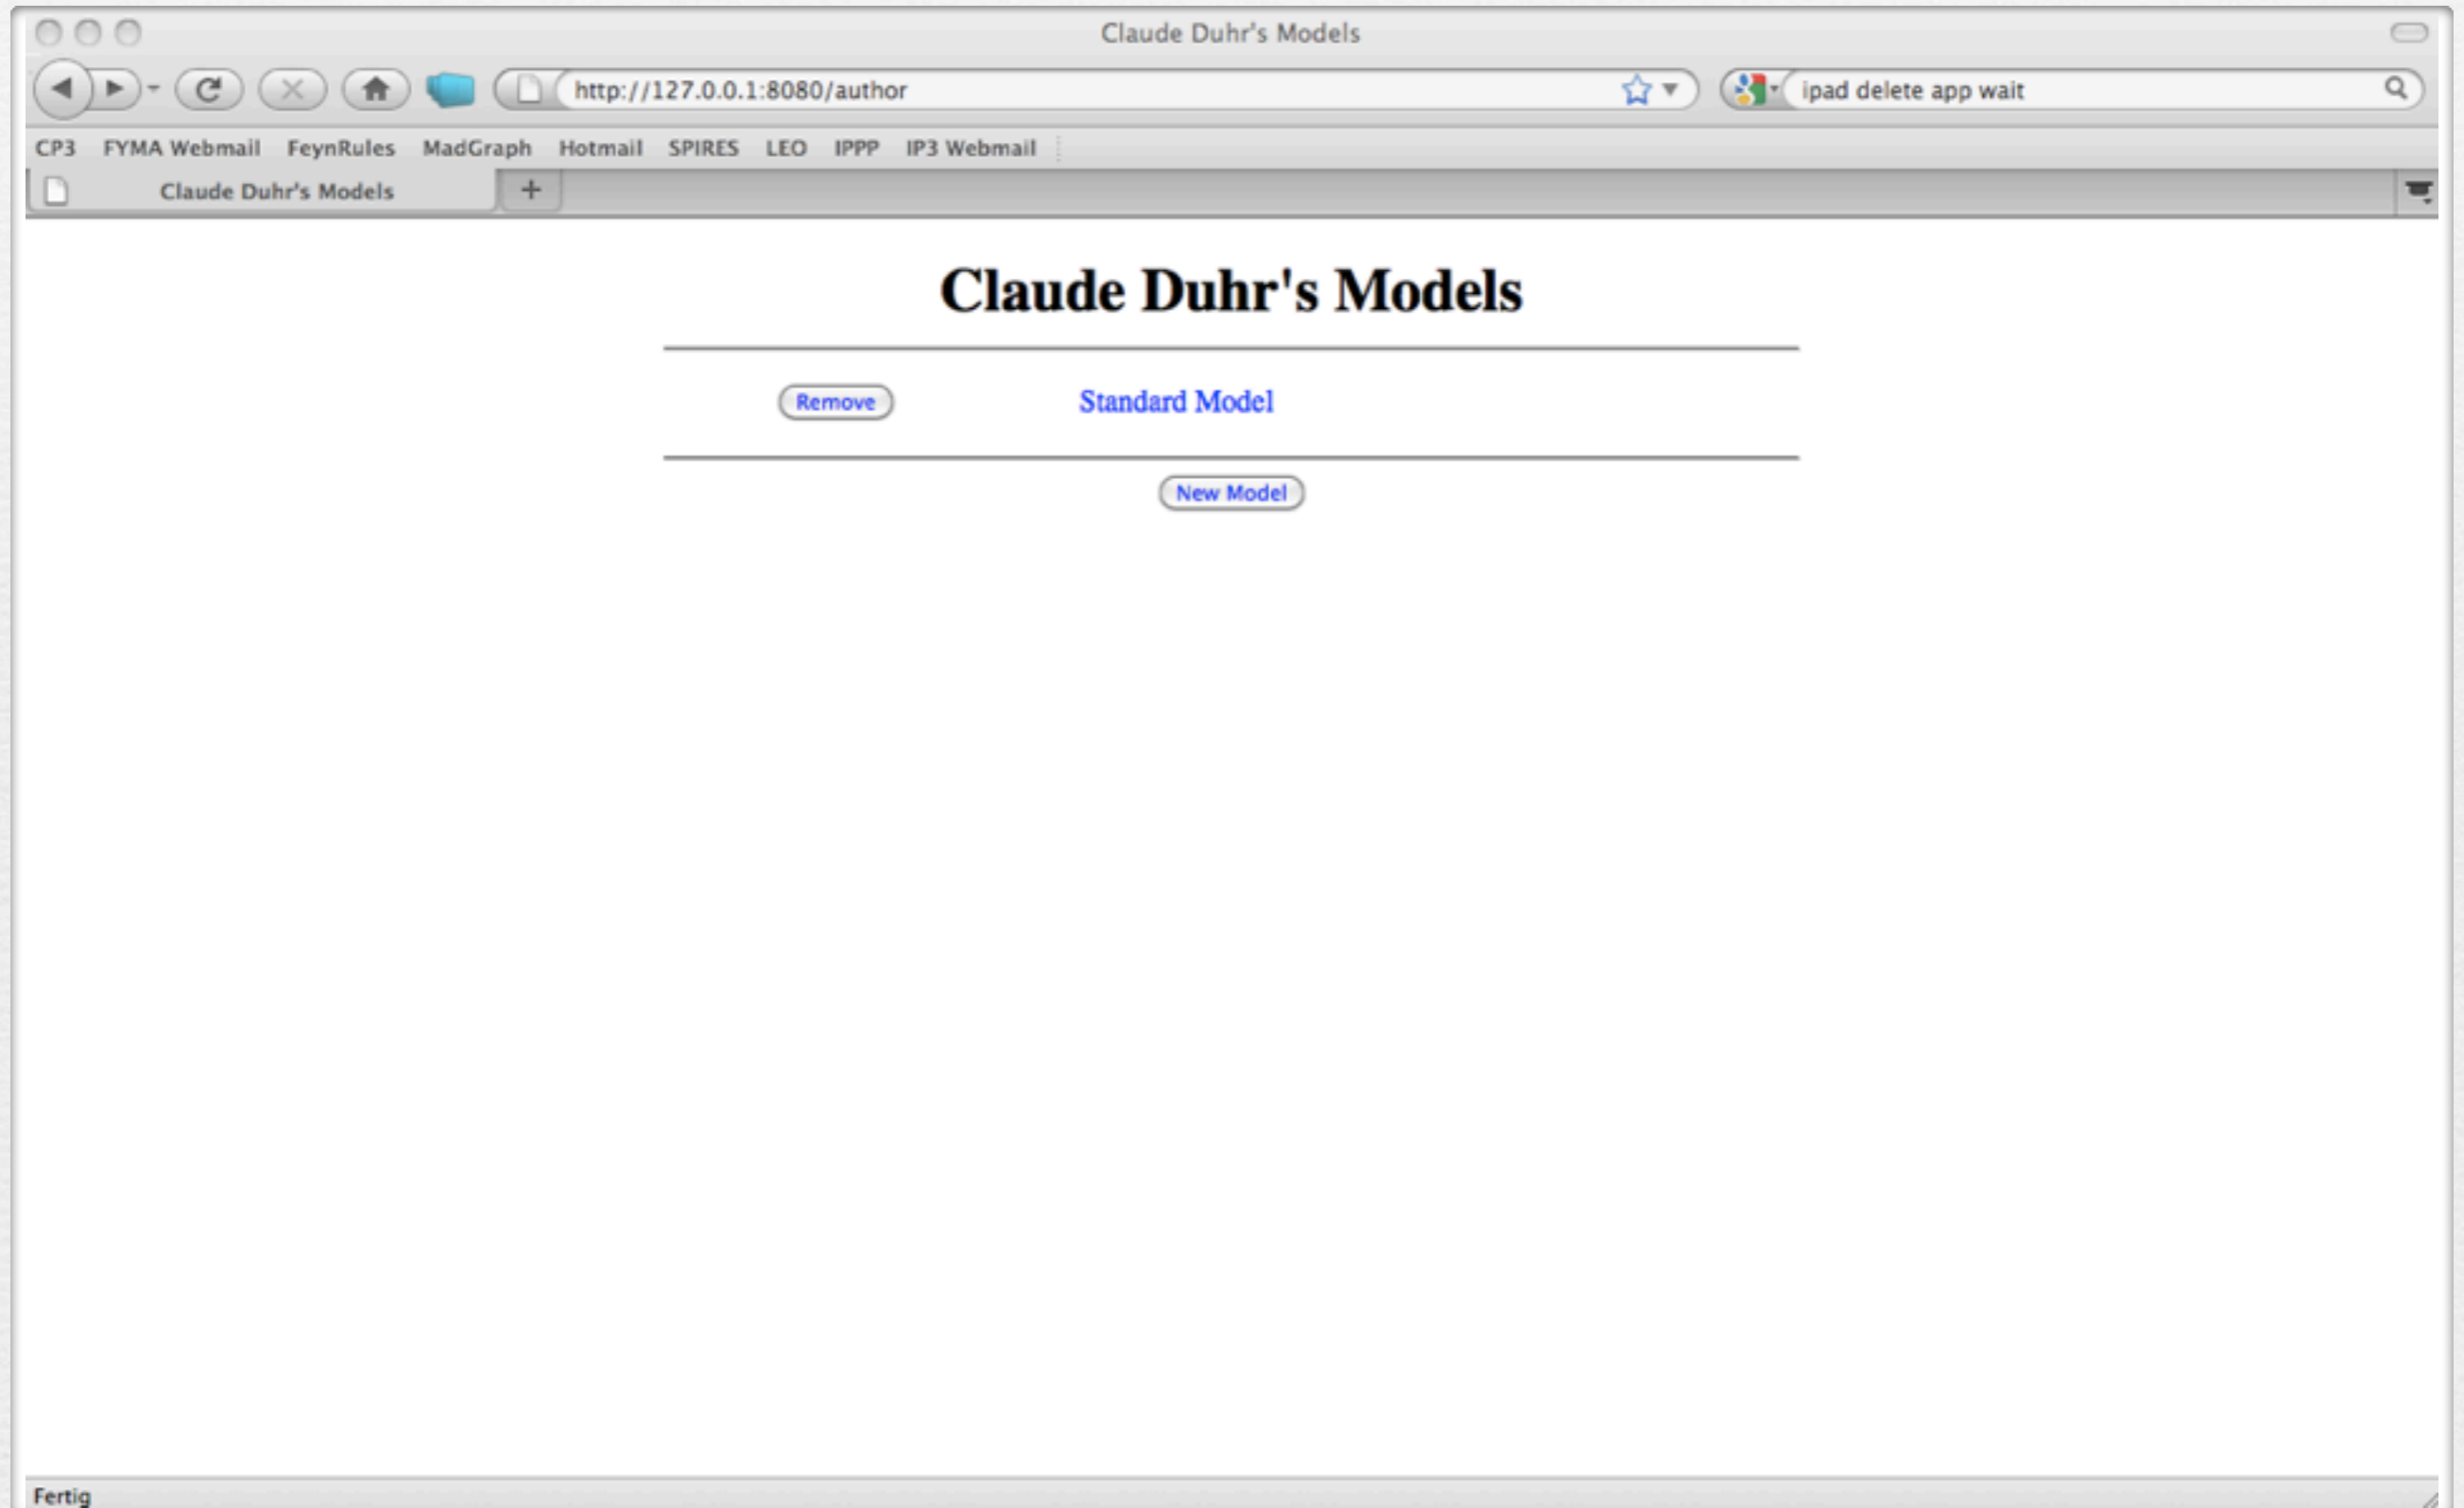 Claude Duhr's Models
http://127.0.0.1:8080/author
ipad delete app wait
CP3 FYMA Webmail FeynRules MadGraph Hotmail SPIRES LEO IPPP IP3 Webmail
Claude Duhr's Models +
Claude Duhr's Models
Remove Standard Model
New Model
Fertig